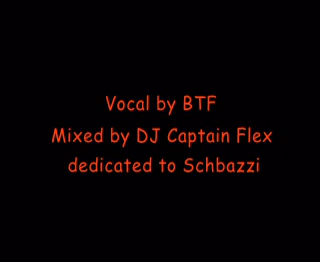 Vocal by BTF
Mixed by DJ Captain Flex
dedicated to Schbazzi